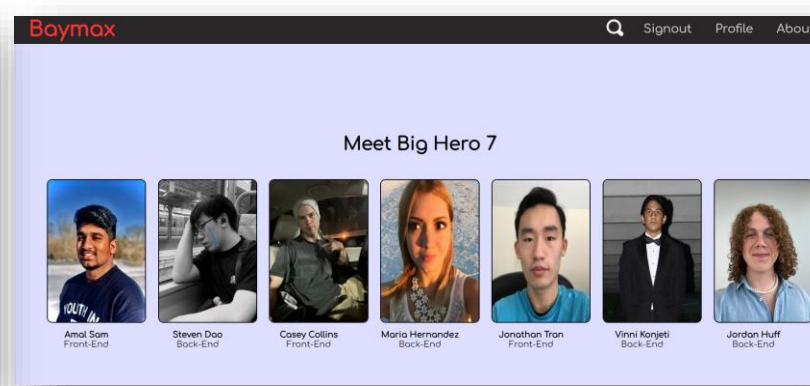 Baymax
Signout Profile Abou
Meet Big Hero 7
Amal Sam Steven Dao Casey Collins Maria Hernandez Jonathan Tran Vinni Konjeti Jordan Huff
Front-End Back-End Front-End Back-End Front-End Back-End Back-End